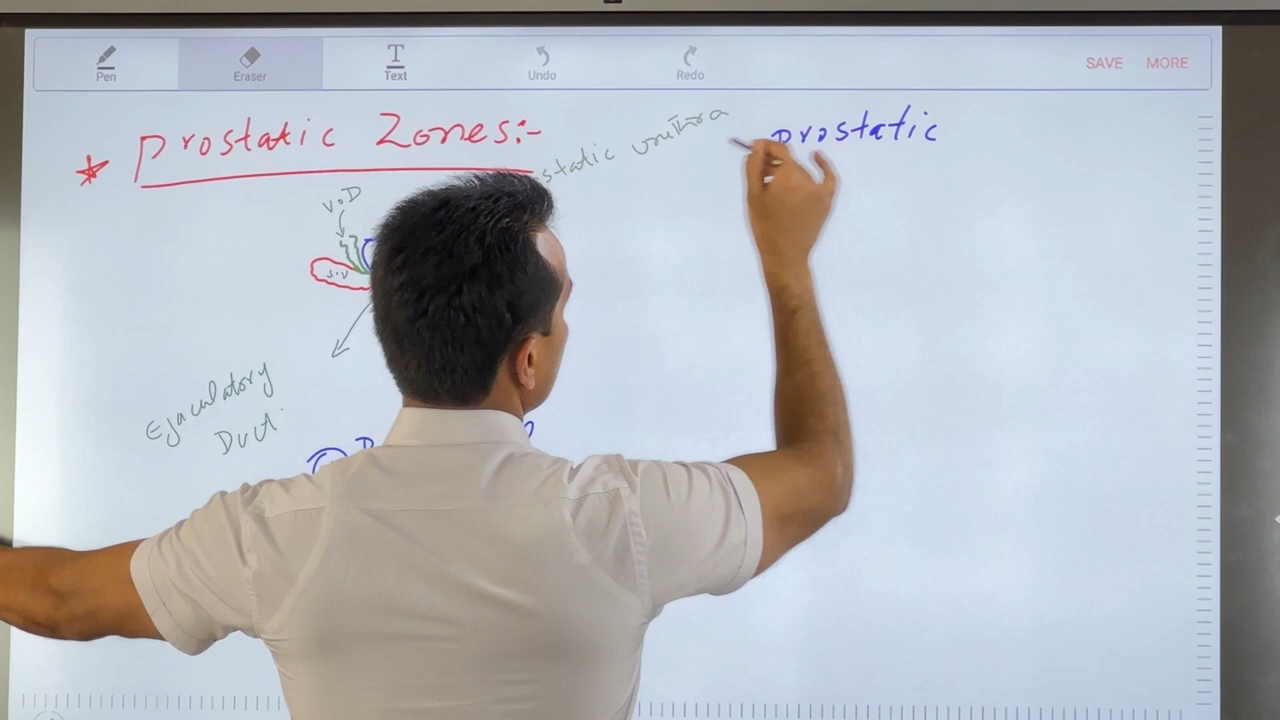 Pen Eraser Text Undo Redo SAVE MORE
Prostatic Zones:-
static urethra
prostatic
V.D
S.V
Ejaculatory
Duct.